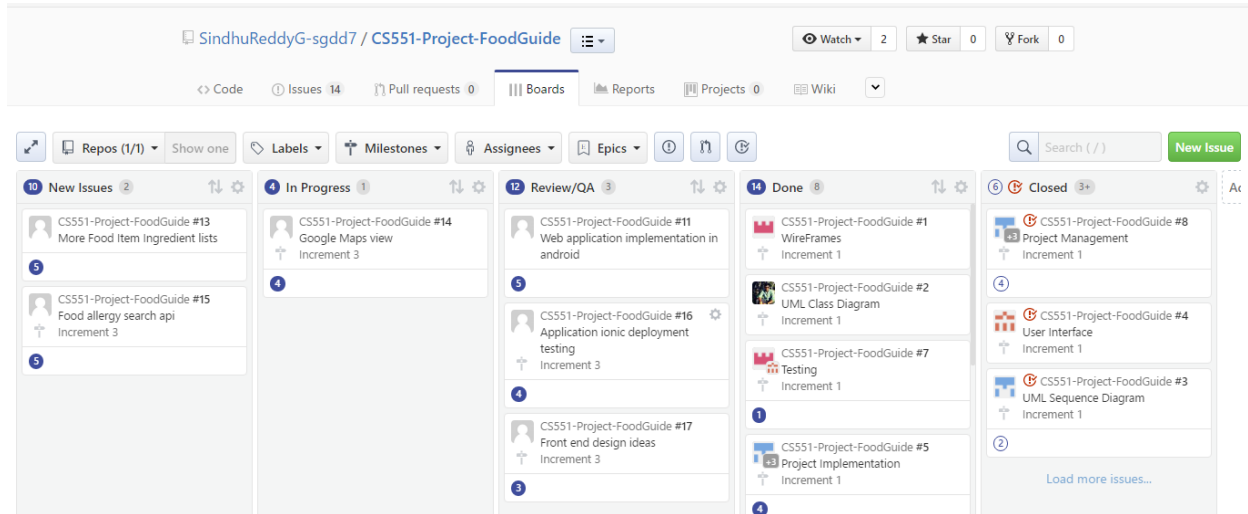 SindhuReddyG-sgdd7 / CS551-Project-FoodGuide
Watch 2 Star 0 Fork 0
Code Issues 14 Pull requests 0 Boards Reports Projects 0 Wiki
Repos (1/1) Show one Labels Milestones Assignees Epics Search ( / ) New Issue
10 New Issues 2
CS551-Project-FoodGuide #13
More Food Item Ingredient lists
5
CS551-Project-FoodGuide #15
Food allergy search api
Increment 3
5
4 In Progress 1
CS551-Project-FoodGuide #14
Google Maps view
Increment 3
4
12 Review/QA 3
CS551-Project-FoodGuide #11
Web application implementation in
android
5
CS551-Project-FoodGuide #16
Application ionic deployment
testing
Increment 3
4
CS551-Project-FoodGuide #17
Front end design ideas
Increment 3
3
14 Done 8
CS551-Project-FoodGuide #1
WireFrames
Increment 1
CS551-Project-FoodGuide #2
UML Class Diagram
Increment 1
CS551-Project-FoodGuide #7
Testing
Increment 1
1
CS551-Project-FoodGuide #5
+3 Project Implementation
Increment 1
4
6 Closed 3+
CS551-Project-FoodGuide #8
+3 Project Management
Increment 1
4
CS551-Project-FoodGuide #4
User Interface
Increment 1
CS551-Project-FoodGuide #3
UML Sequence Diagram
Increment 1
2
Load more issues...